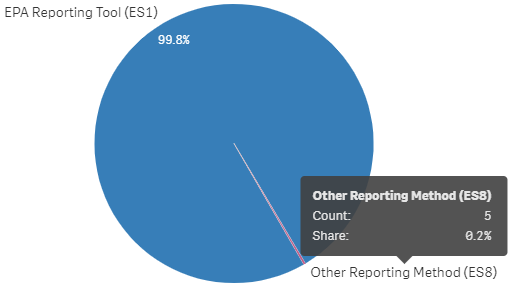 EPA Reporting Tool (ES1)
99.8%
Other Reporting Method (ES8)
Count: 5
Share: 0.2%
Other Reporting Method (ES8)